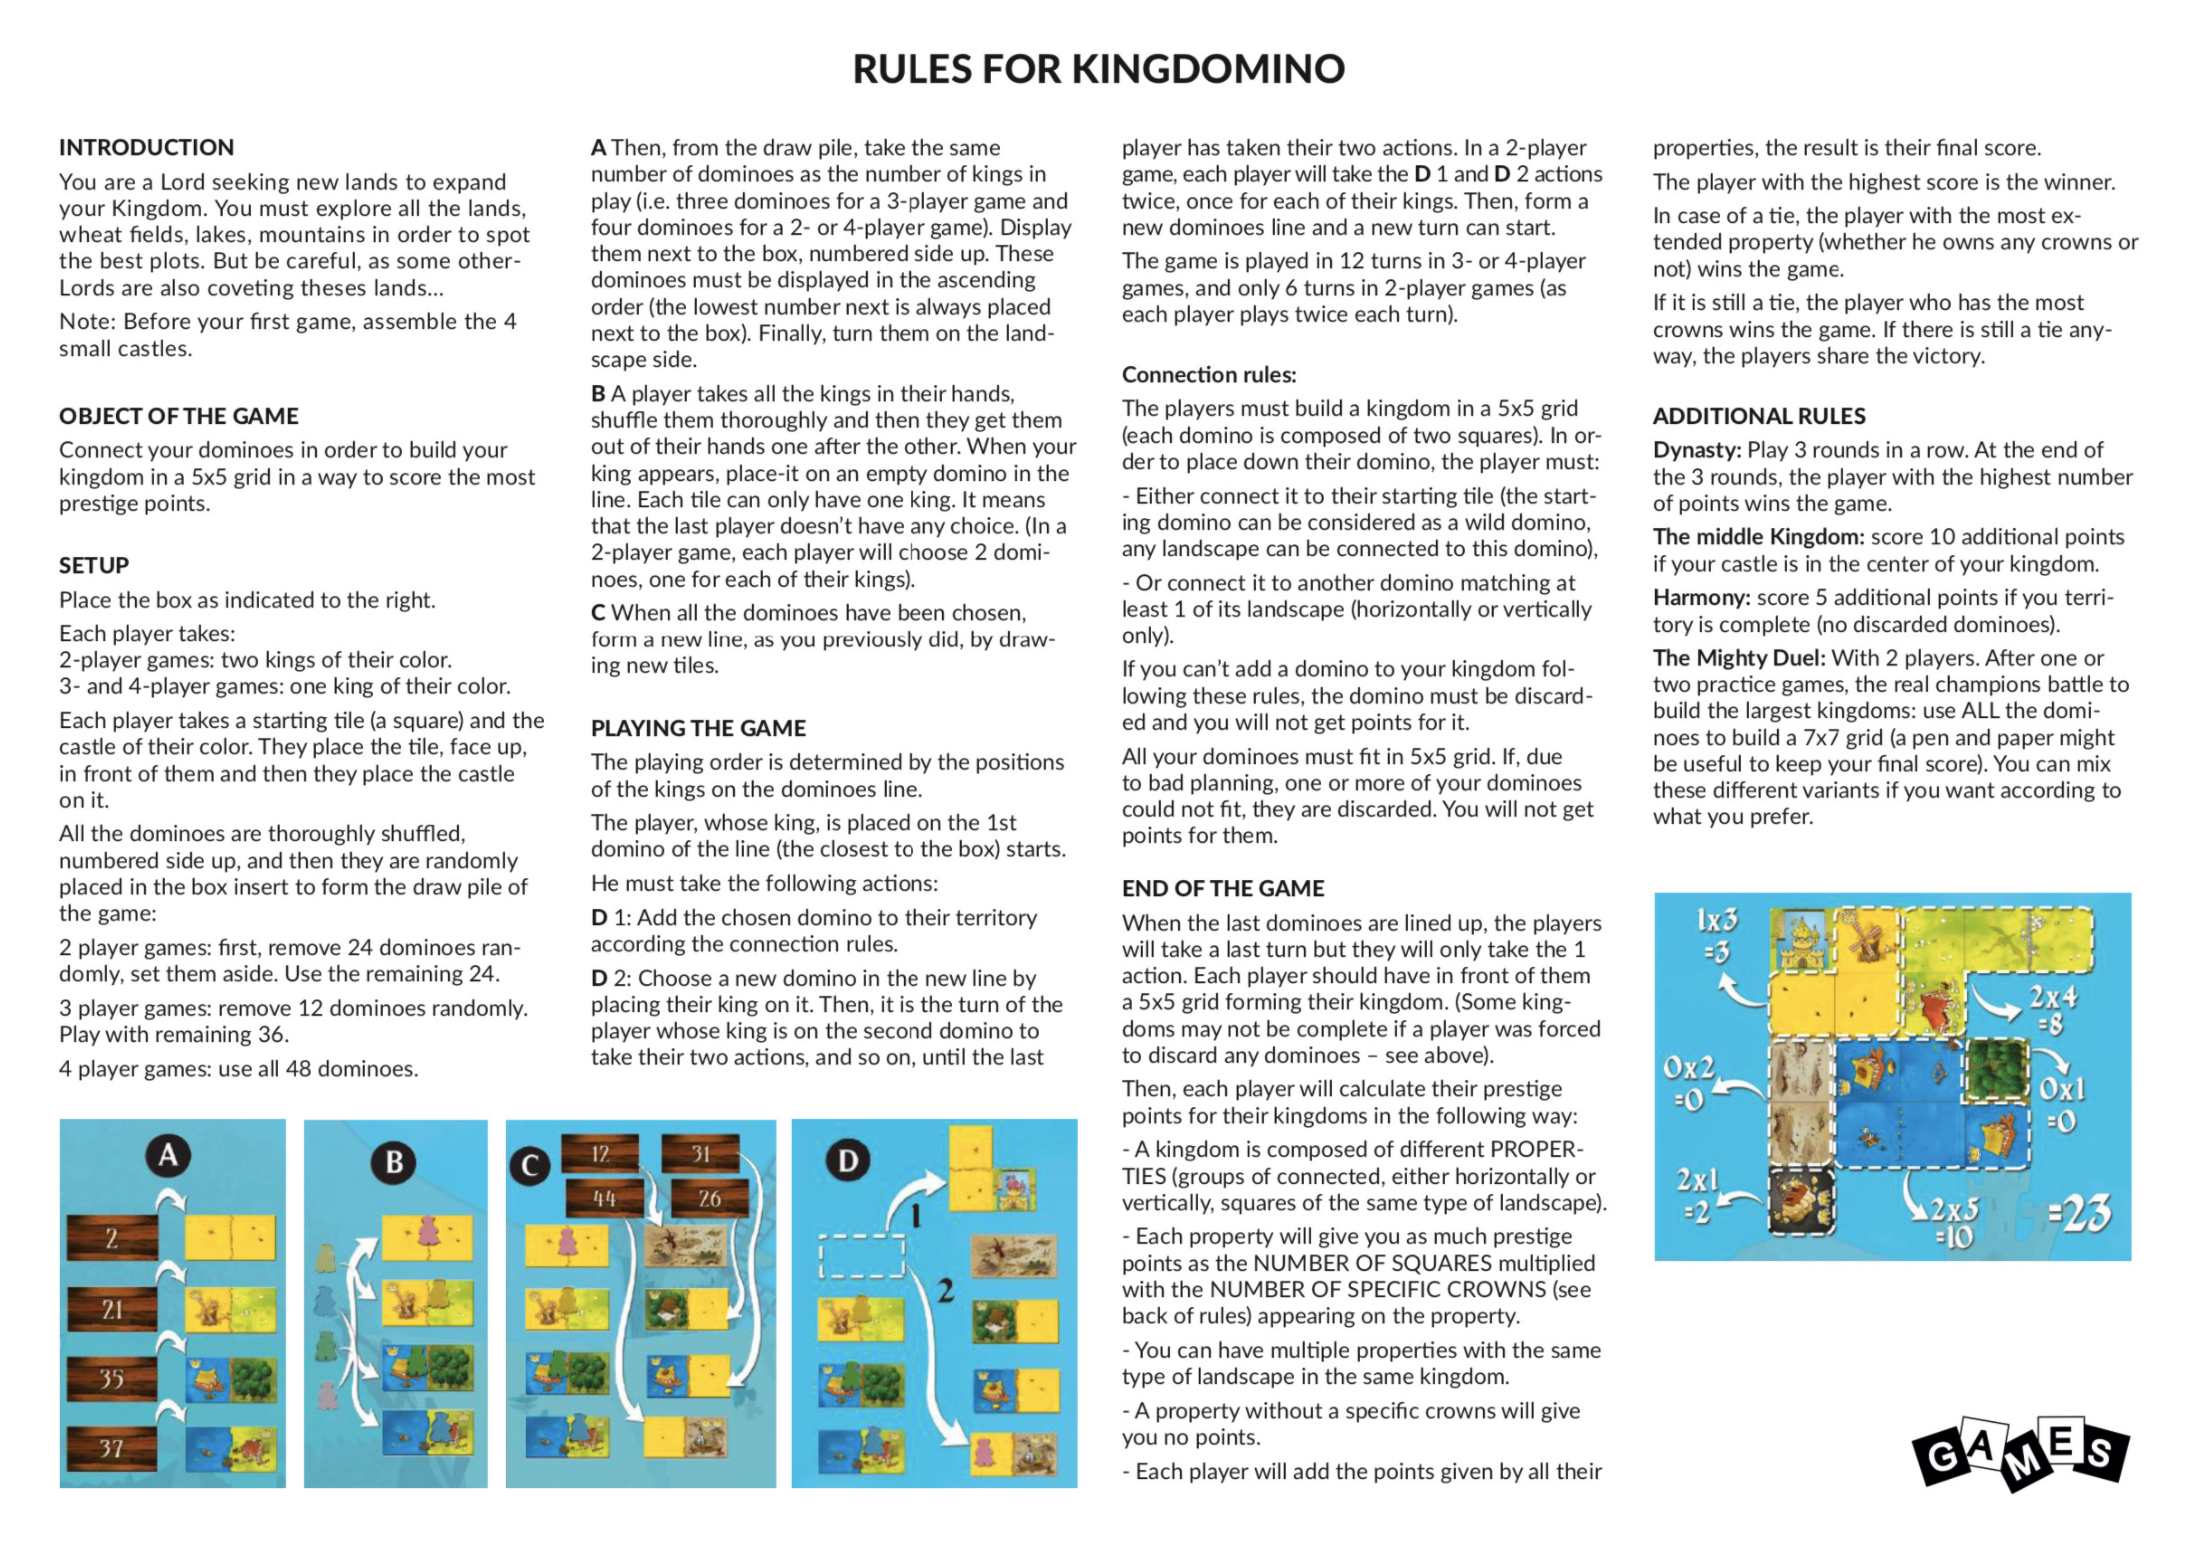 RULES FOR KINGDOMINO
INTRODUCTION
You are a Lord seeking new lands to expand
your Kingdom. You must explore all the lands,
wheat fields, lakes, mountains in order to spot
the best plots. But be careful, as some other-
Lords are also coveting theses lands...
Note: Before your first game, assemble the 4
small castles.
OBJECT OF THE GAME
Connect your dominoes in order to build your
kingdom in a 5x5 grid in a way to score the most
prestige points.
SETUP
Place the box as indicated to the right.
Each player takes:
2-player games: two kings of their color.
3- and 4-player games: one king of their color.
Each player takes a starting tile (a square) and the
castle of their color. They place the tile, face up,
in front of them and then they place the castle
on it.
All the dominoes are thoroughly shuffled,
numbered side up, and then they are randomly
placed in the box insert to form the draw pile of
the game:
2 player games: first, remove 24 dominoes ran-
domly, set them aside. Use the remaining 24.
3 player games: remove 12 dominoes randomly.
Play with remaining 36.
4 player games: use all 48 dominoes.
A Then, from the draw pile, take the same
number of dominoes as the number of kings in
play (i.e. three dominoes for a 3-player game and
four dominoes for a 2- or 4-player game). Display
them next to the box, numbered side up. These
dominoes must be displayed in the ascending
order (the lowest number next is always placed
next to the box). Finally, turn them on the land-
scape side.
B A player takes all the kings in their hands,
shuffle them thoroughly and then they get them
out of their hands one after the other. When your
king appears, place-it on an empty domino in the
line. Each tile can only have one king. It means
that the last player doesn't have any choice. (In a
2-player game, each player will choose 2 domi-
noes, one for each of their kings).
C When all the dominoes have been chosen,
form a new line, as you previously did, by draw-
ing new tiles.
PLAYING THE GAME
The playing order is determined by the positions
of the kings on the dominoes line.
The player, whose king, is placed on the 1st
domino of the line (the closest to the box) starts.
He must take the following actions:
D 1: Add the chosen domino to their territory
according the connection rules.
D 2: Choose a new domino in the new line by
placing their king on it. Then, it is the turn of the
player whose king is on the second domino to
take their two actions, and so on, until the last
player has taken their two actions. In a 2-player
game, each player will take the D 1 and D 2 actions
twice, once for each of their kings. Then, form a
new dominoes line and a new turn can start.
The game is played in 12 turns in 3- or 4-player
games, and only 6 turns in 2-player games (as
each player plays twice each turn).
Connection rules:
The players must build a kingdom in a 5x5 grid
(each domino is composed of two squares). In or-
der to place down their domino, the player must:
- Either connect it to their starting tile (the start-
ing domino can be considered as a wild domino,
any landscape can be connected to this domino),
- Or connect it to another domino matching at
least 1 of its landscape (horizontally or vertically
only).
If you can't add a domino to your kingdom fol-
lowing these rules, the domino must be discard-
ed and you will not get points for it.
All your dominoes must fit in 5x5 grid. If, due
to bad planning, one or more of your dominoes
could not fit, they are discarded. You will not get
points for them.
END OF THE GAME
When the last dominoes are lined up, the players
will take a last turn but they will only take the 1
action. Each player should have in front of them
a 5x5 grid forming their kingdom. (Some king-
doms may not be complete if a player was forced
to discard any dominoes – see above).
Then, each player will calculate their prestige
points for their kingdoms in the following way:
- A kingdom is composed of different PROPER-
TIES (groups of connected, either horizontally or
vertically, squares of the same type of landscape).
- Each property will give you as much prestige
points as the NUMBER OF SQUARES multiplied
with the NUMBER OF SPECIFIC CROWNS (see
back of rules) appearing on the property.
- You can have multiple properties with the same
type of landscape in the same kingdom.
- A property without a specific crowns will give
you no points.
- Each player will add the points given by all their
properties, the result is their final score.
The player with the highest score is the winner.
In case of a tie, the player with the most ex-
tended property (whether he owns any crowns or
not) wins the game.
If it is still a tie, the player who has the most
crowns wins the game. If there is still a tie any-
way, the players share the victory.
ADDITIONAL RULES
Dynasty: Play 3 rounds in a row. At the end of
the 3 rounds, the player with the highest number
of points wins the game.
The middle Kingdom: score 10 additional points
if your castle is in the center of your kingdom.
Harmony: score 5 additional points if you terri-
tory is complete (no discarded dominoes).
The Mighty Duel: With 2 players. After one or
two practice games, the real champions battle to
build the largest kingdoms: use ALL the domi-
noes to build a 7x7 grid (a pen and paper might
be useful to keep your final score). You can mix
these different variants if you want according to
what you prefer.
A
2
21
35
37
B
C
12
31
44
26
D
1
2
1x3
=3
2x4
=8
0x2
=0
0x1
=0
2x1
=2
2x5
=10
=23
GAMES